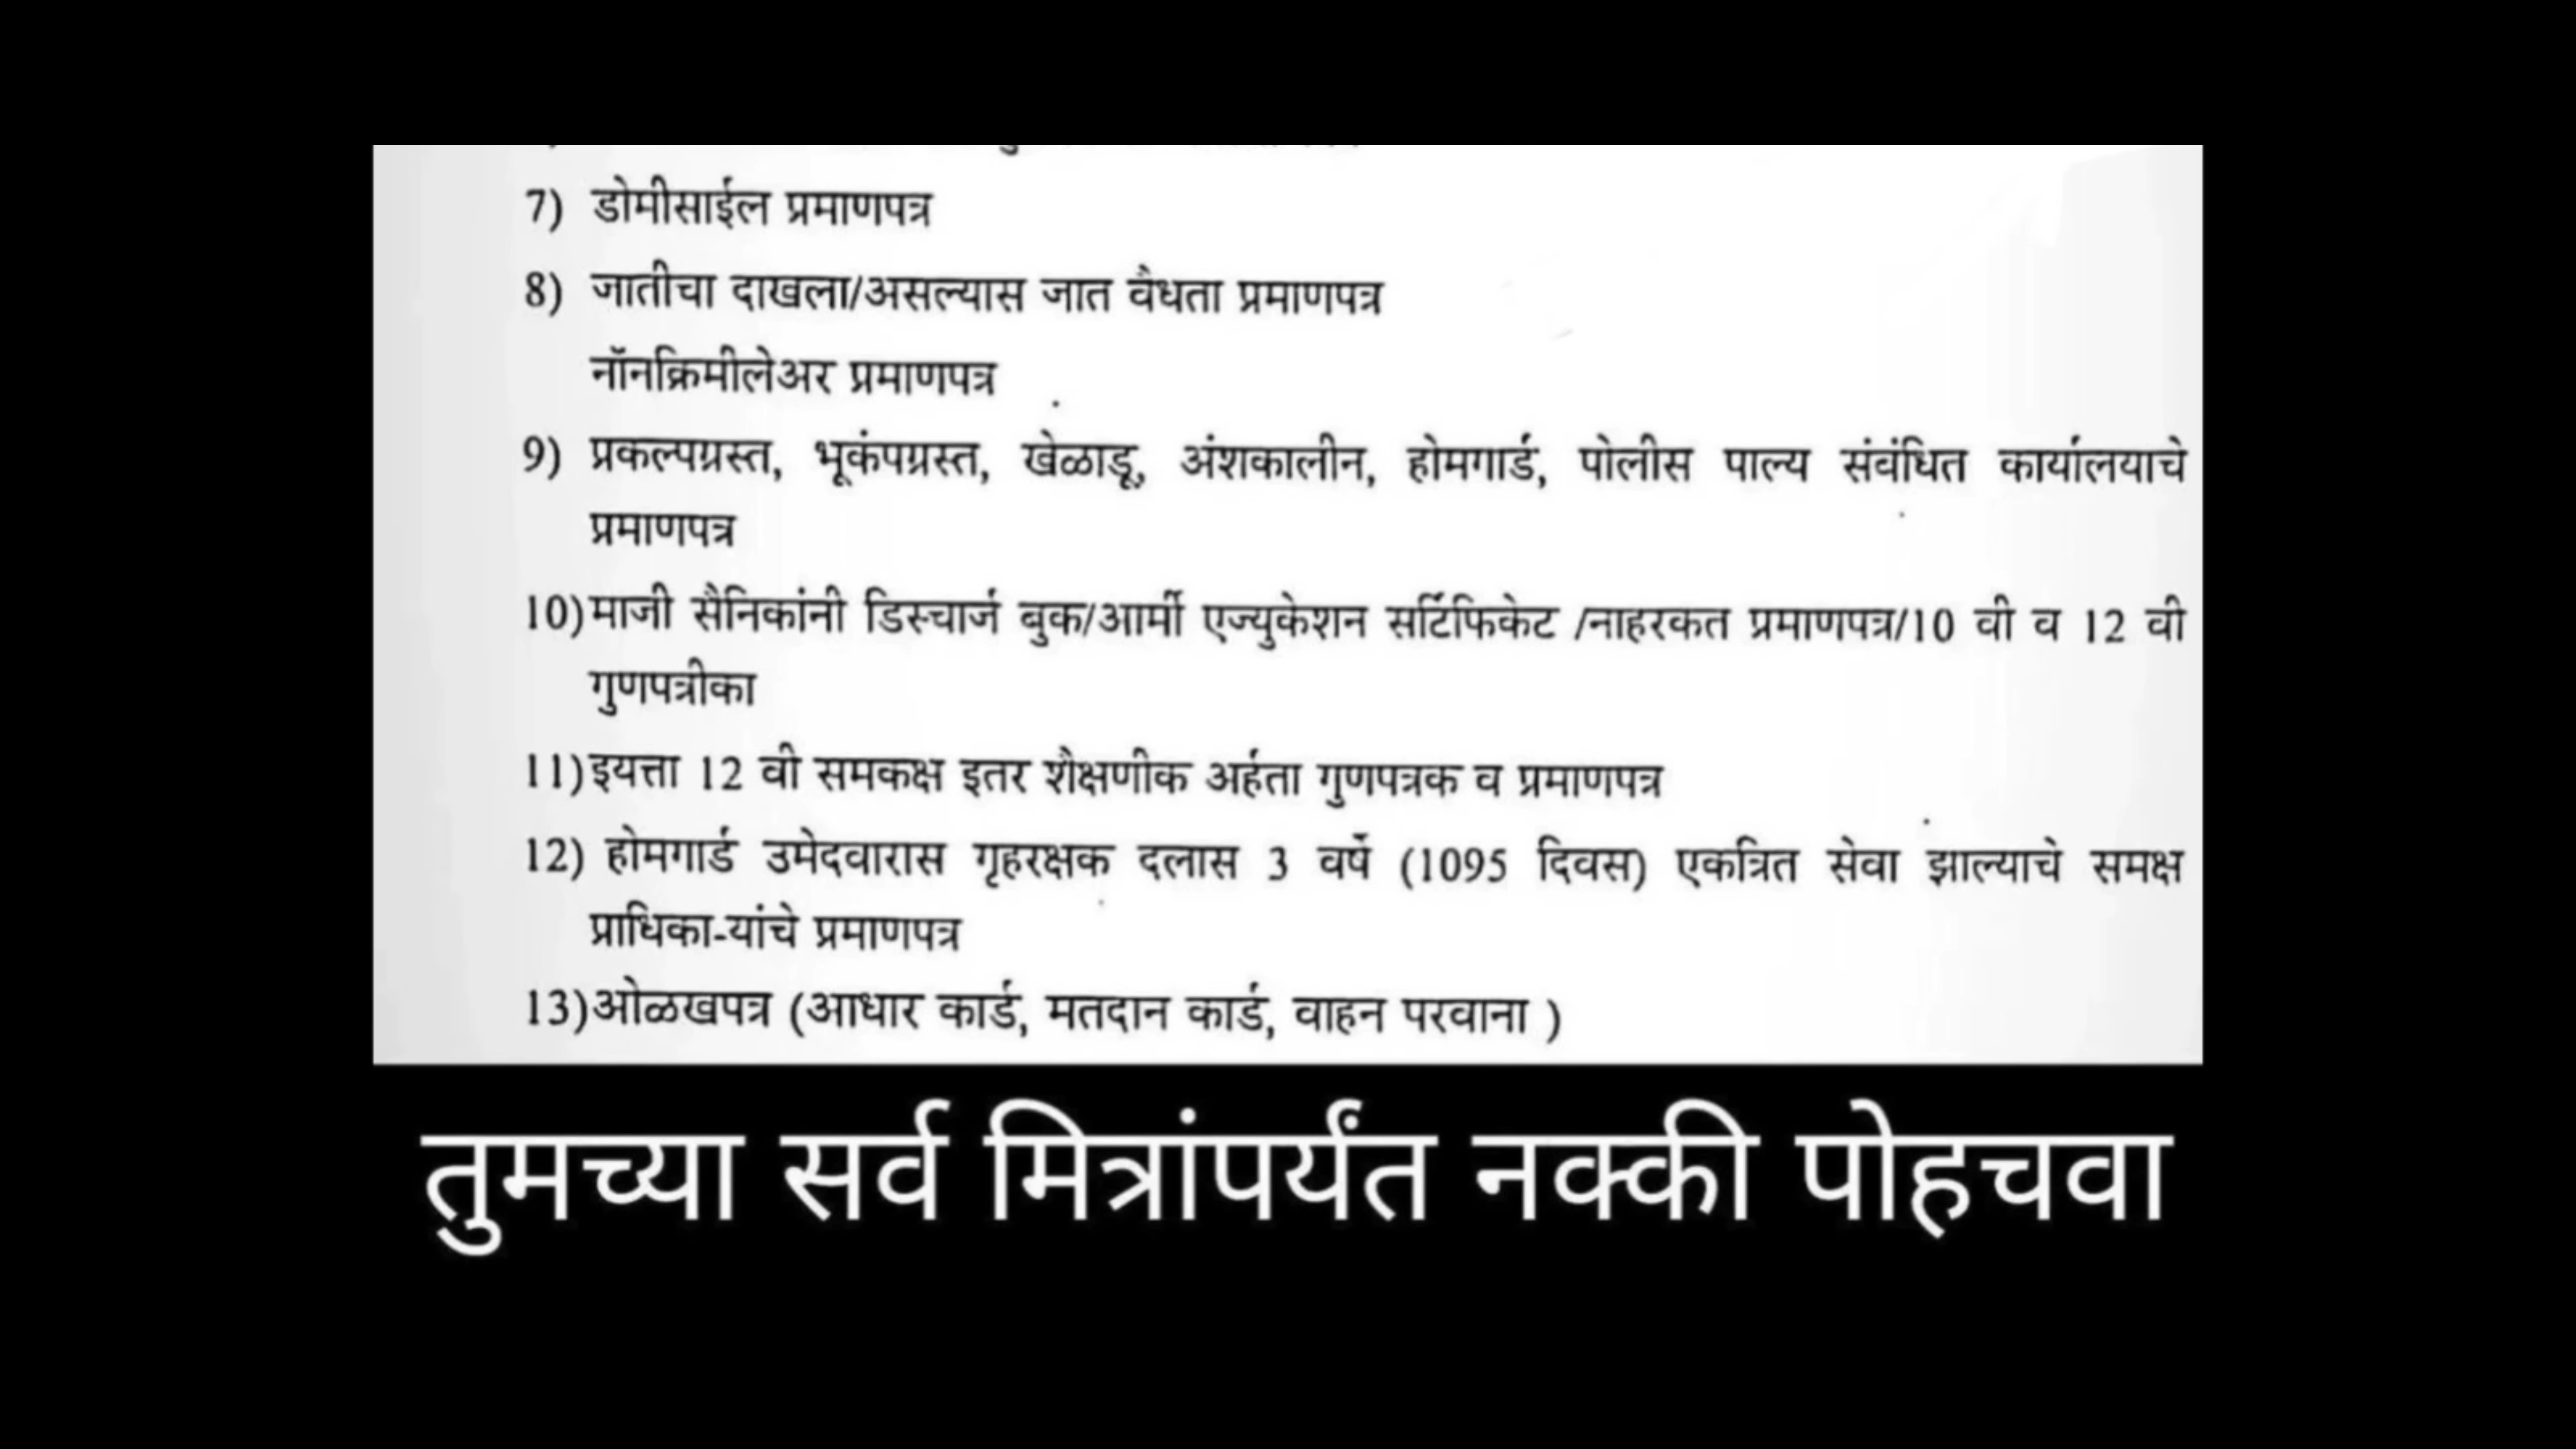 7) डोमीसाईल प्रमाणपत्र
8) जातीचा दाखला/असल्यास जात वैधता प्रमाणपत्र
नॉनक्रिमीलेअर प्रमाणपत्र
9) प्रकल्पग्रस्त, भूकंपग्रस्त, खेळाडू, अंशकालीन, होमगार्ड, पोलीस पाल्य संबंधित कार्यालयाचे
प्रमाणपत्र
10) माजी सैनिकांनी डिस्चार्ज बुक/आर्मी एज्युकेशन सर्टिफिकेट /नाहरकत प्रमाणपत्र/10 वी व 12 वी
गुणपत्रीका
11) इयत्ता 12 वी समकक्ष इतर शैक्षणीक अर्हता गुणपत्रक व प्रमाणपत्र
12) होमगार्ड उमेदवारास गृहरक्षक दलास 3 वर्षे (1095 दिवस) एकत्रित सेवा झाल्याचे समक्ष
प्राधिका-यांचे प्रमाणपत्र
13) ओळखपत्र (आधार कार्ड, मतदान कार्ड, वाहन परवाना )
तुमच्या सर्व मित्रांपर्यंत नक्की पोहचवा